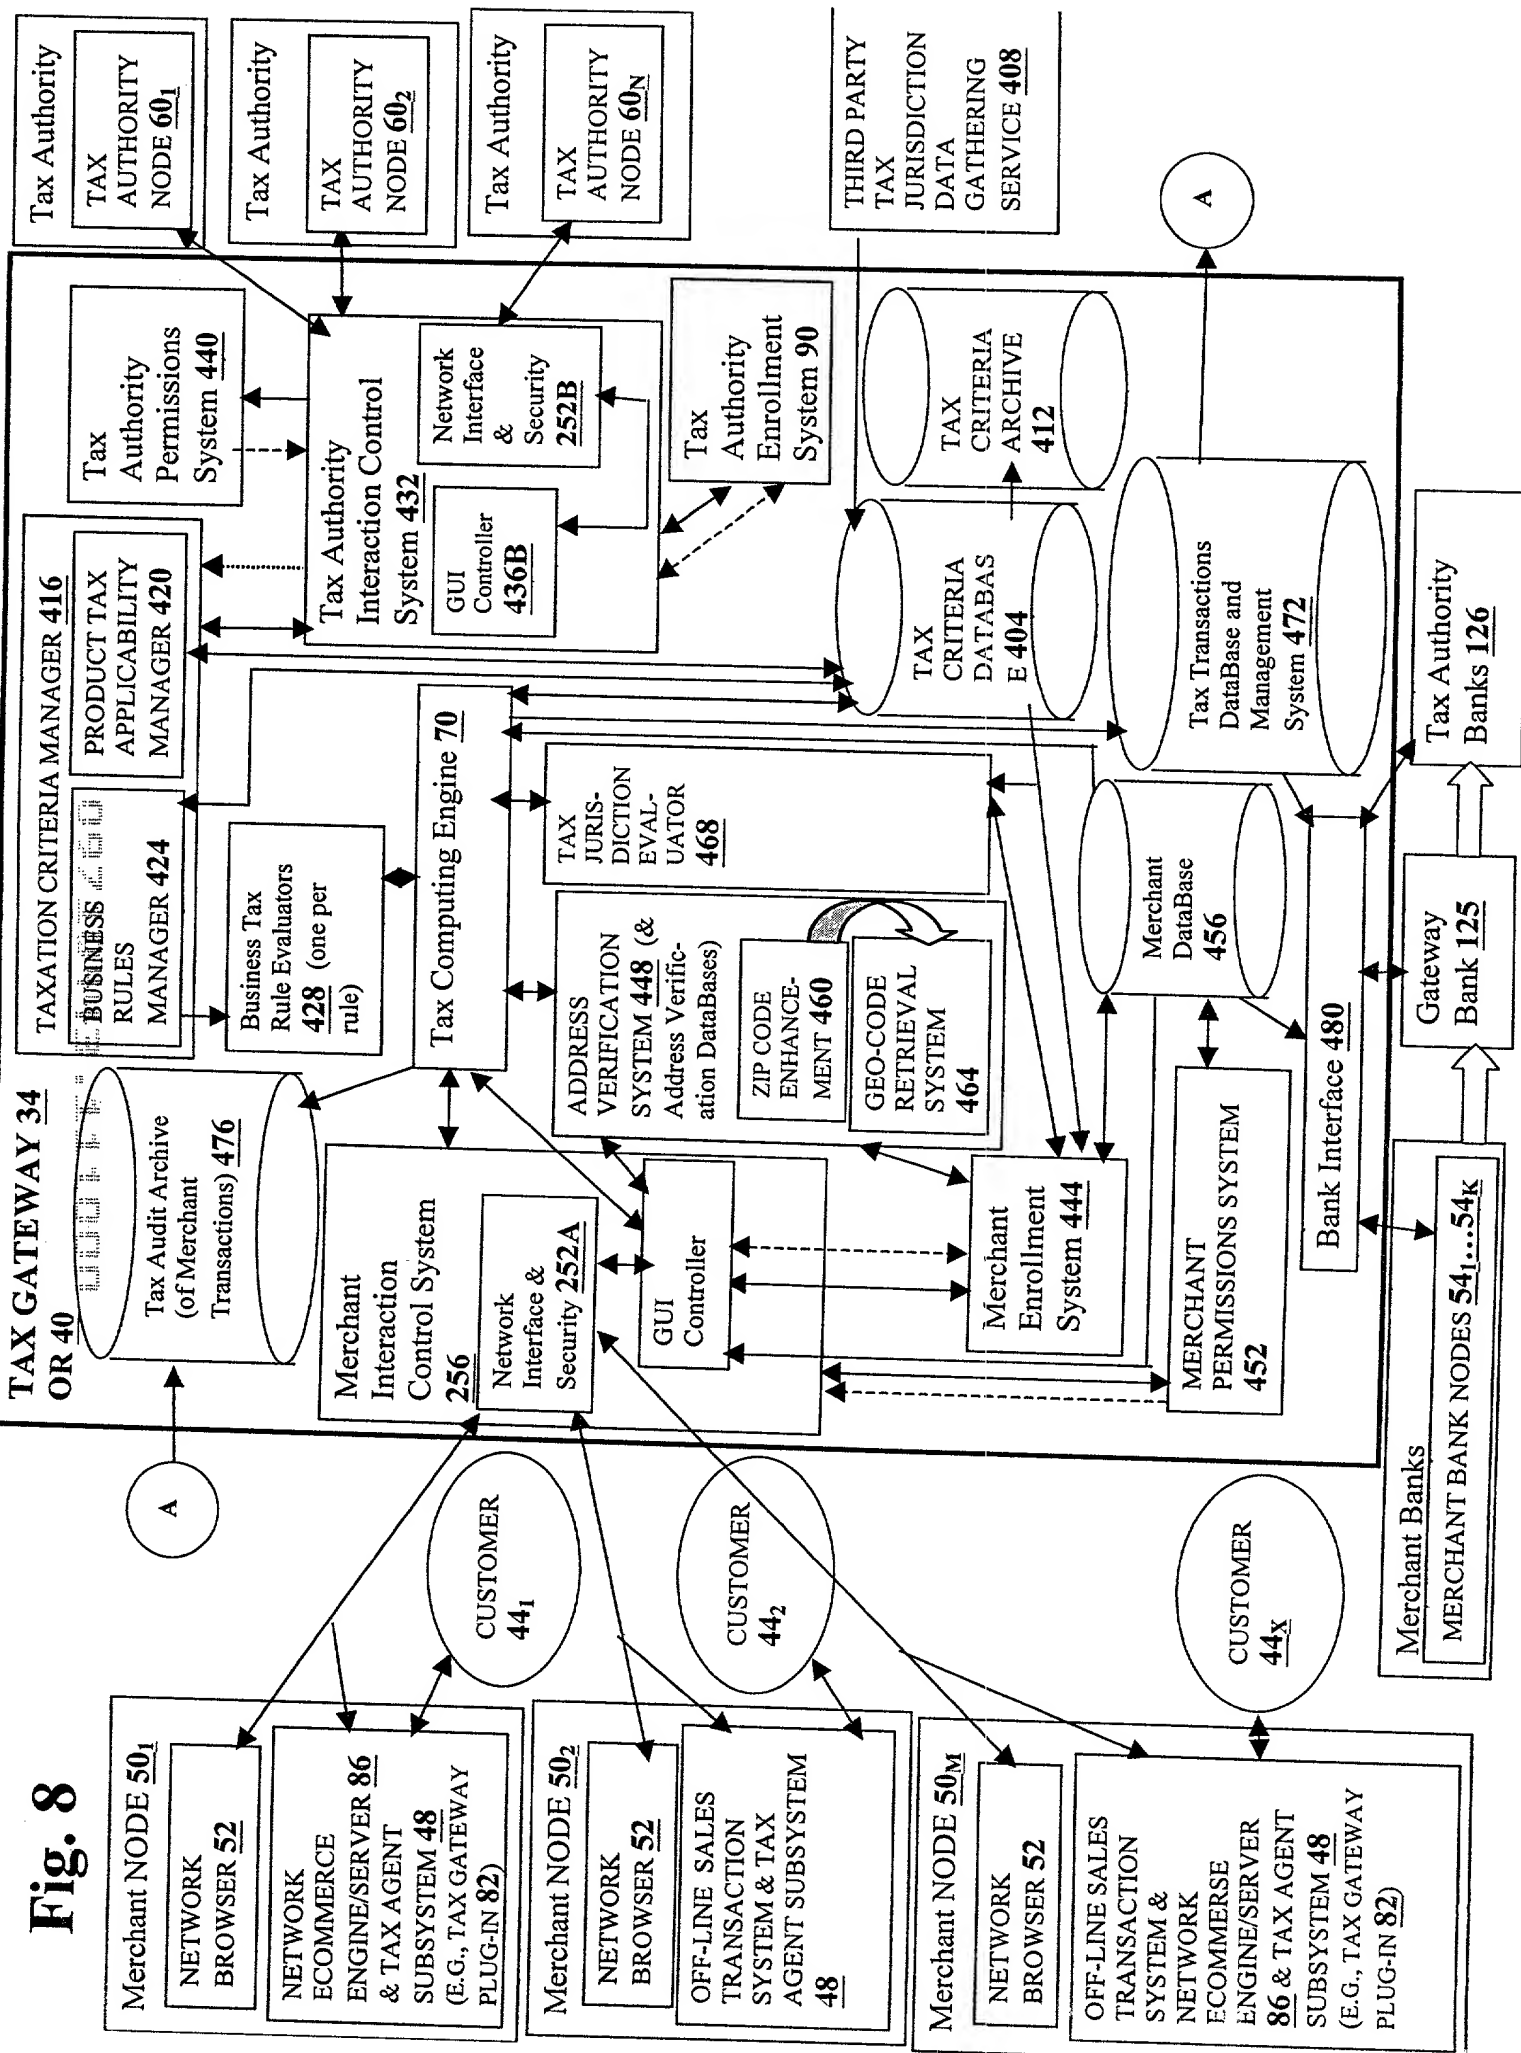 Fig. 8
Merchant NODE 50₁
NETWORK
BROWSER 52
NETWORK
ECOMMERCE
ENGINE/SERVER 86
& TAX AGENT
SUBSYSTEM 48
(E.G., TAX GATEWAY
PLUG-IN 82)
Merchant NODE 50₂
NETWORK
BROWSER 52
OFF-LINE SALES
TRANSACTION
SYSTEM & TAX
AGENT SUBSYSTEM
48
Merchant NODE 50M
NETWORK
BROWSER 52
OFF-LINE SALES
TRANSACTION
SYSTEM &
NETWORK
ECOMMERSE
ENGINE/SERVER
86 & TAX AGENT
SUBSYSTEM 48
(E.G., TAX GATEWAY
PLUG-IN 82)
A
CUSTOMER
44₁
CUSTOMER
44₂
CUSTOMER
44X
Merchant Banks
MERCHANT BANK NODES 54₁....54K
TAX GATEWAY 34
OR 40
Tax Audit Archive
(of Merchant
Transactions) 476
Merchant
Interaction
Control System
256
Network
Interface &
Security 252A
GUI
Controller
Merchant
Enrollment
System 444
MERCHANT
PERMISSIONS SYSTEM
452
Bank Interface 480
TAXATION CRITERIA MANAGER 416
BUSINESS
RULES
MANAGER 424
PRODUCT TAX
APPLICABILITY
MANAGER 420
Business Tax
Rule Evaluators
428 (one per
rule)
Tax Computing Engine 70
ADDRESS
VERIFICATION
SYSTEM 448 (&
Address Verific-
ation DataBases)
ZIP CODE
ENHANCE-
MENT 460
GEO-CODE
RETRIEVAL
SYSTEM
464
TAX
JURIS-
DICTION
EVAL-
UATOR
468
Merchant
DataBase
456
Gateway
Bank 125
Tax
Authority
Permissions
System 440
Tax Authority
Interaction Control
System 432
GUI
Controller
436B
Network
Interface
&
Security
252B
Tax
Authority
Enrollment
System 90
TAX
CRITERIA
DATABAS
E 404
TAX
CRITERIA
ARCHIVE
412
Tax Transactions
DataBase and
Management
System 472
Tax Authority
Banks 126
Tax Authority
TAX
AUTHORITY
NODE 60₁
Tax Authority
TAX
AUTHORITY
NODE 60₂
Tax Authority
TAX
AUTHORITY
NODE 60N
THIRD PARTY
TAX
JURISDICTION
DATA
GATHERING
SERVICE 408
A